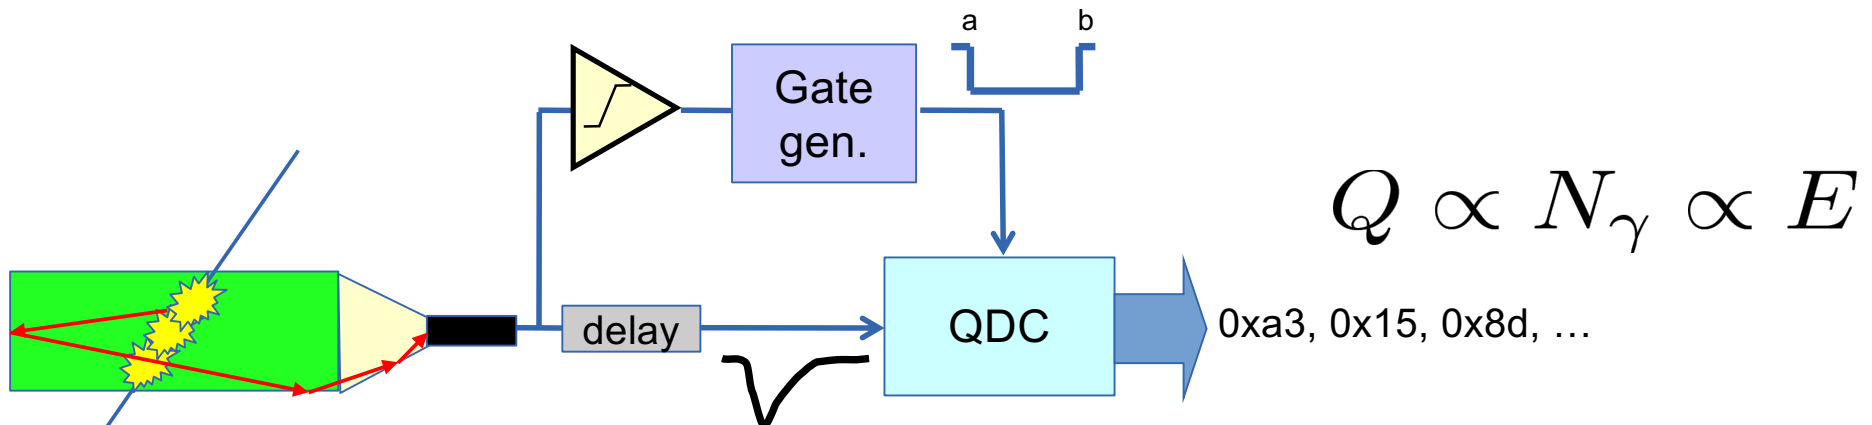 a b
Gate
gen.
Q ∝ N_γ ∝ E
delay
QDC
0xa3, 0x15, 0x8d, …